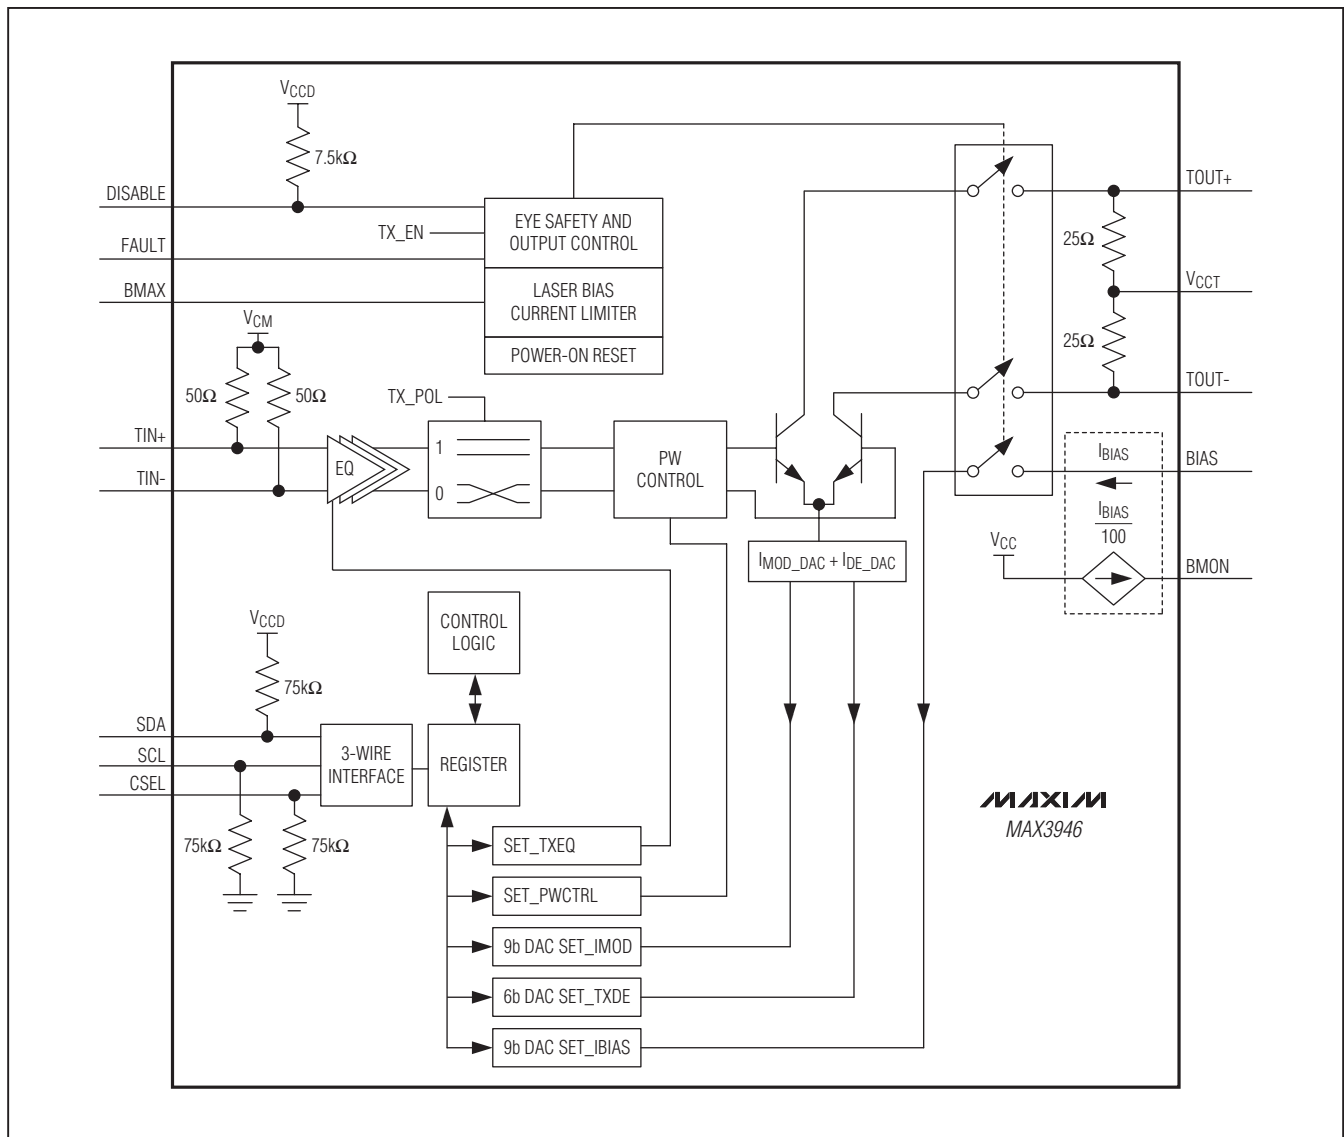 VCCD
7.5kΩ
DISABLE
TX_EN
FAULT
BMAX
EYE SAFETY AND
OUTPUT CONTROL
LASER BIAS
CURRENT LIMITER
POWER-ON RESET
VCM
50Ω
50Ω
TX_POL
TIN+
TIN-
EQ
1
0
PW
CONTROL
TOUT+
25Ω
VCCT
25Ω
TOUT-
IBIAS
BIAS
IBIAS
100
VCC
BMON
IMOD_DAC + IDE_DAC
CONTROL
LOGIC
VCCD
75kΩ
SDA
SCL
CSEL
3-WIRE
INTERFACE
REGISTER
75kΩ
75kΩ
SET_TXEQ
SET_PWCTRL
9b DAC SET_IMOD
6b DAC SET_TXDE
9b DAC SET_IBIAS
MAXIM
MAX3946